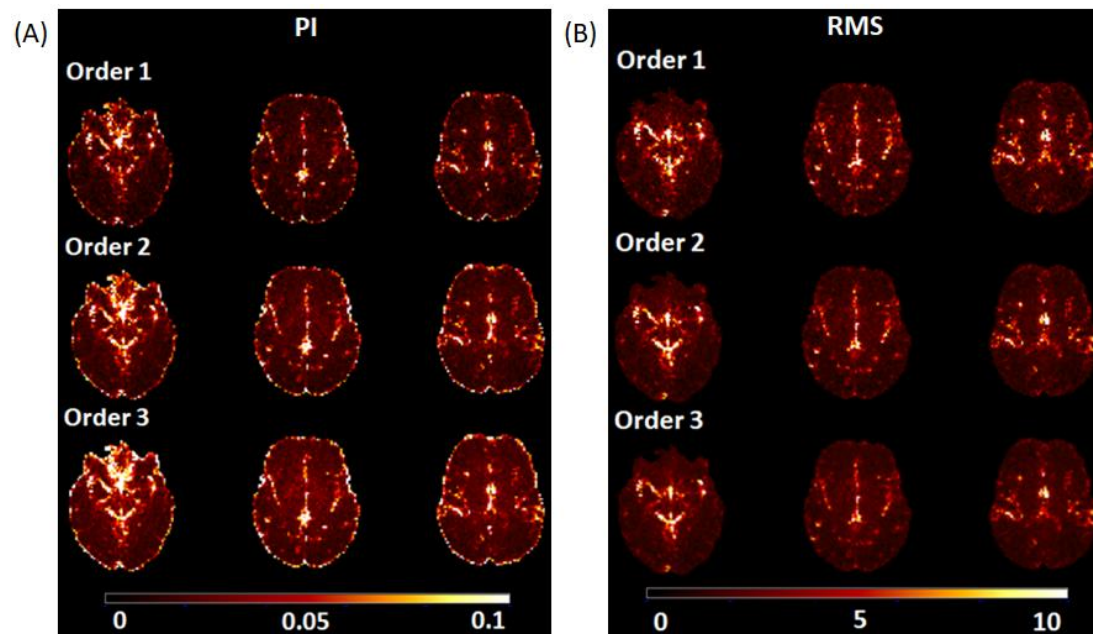 (A)
PI
Order 1
Order 2
Order 3
0 0.05 0.1
(B)
RMS
Order 1
Order 2
Order 3
0 5 10